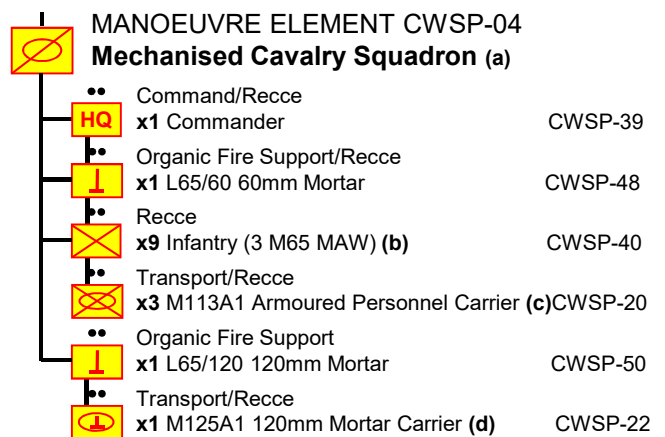 MANOEUVRE ELEMENT CWSP-04
Mechanised Cavalry Squadron (a)
Command/Recce
HQ x1 Commander CWSP-39
Organic Fire Support/Recce
x1 L65/60 60mm Mortar CWSP-48
Recce
x9 Infantry (3 M65 MAW) (b) CWSP-40
Transport/Recce
x3 M113A1 Armoured Personnel Carrier (c)CWSP-20
Organic Fire Support
x1 L65/120 120mm Mortar CWSP-50
Transport/Recce
x1 M125A1 120mm Mortar Carrier (d) CWSP-22